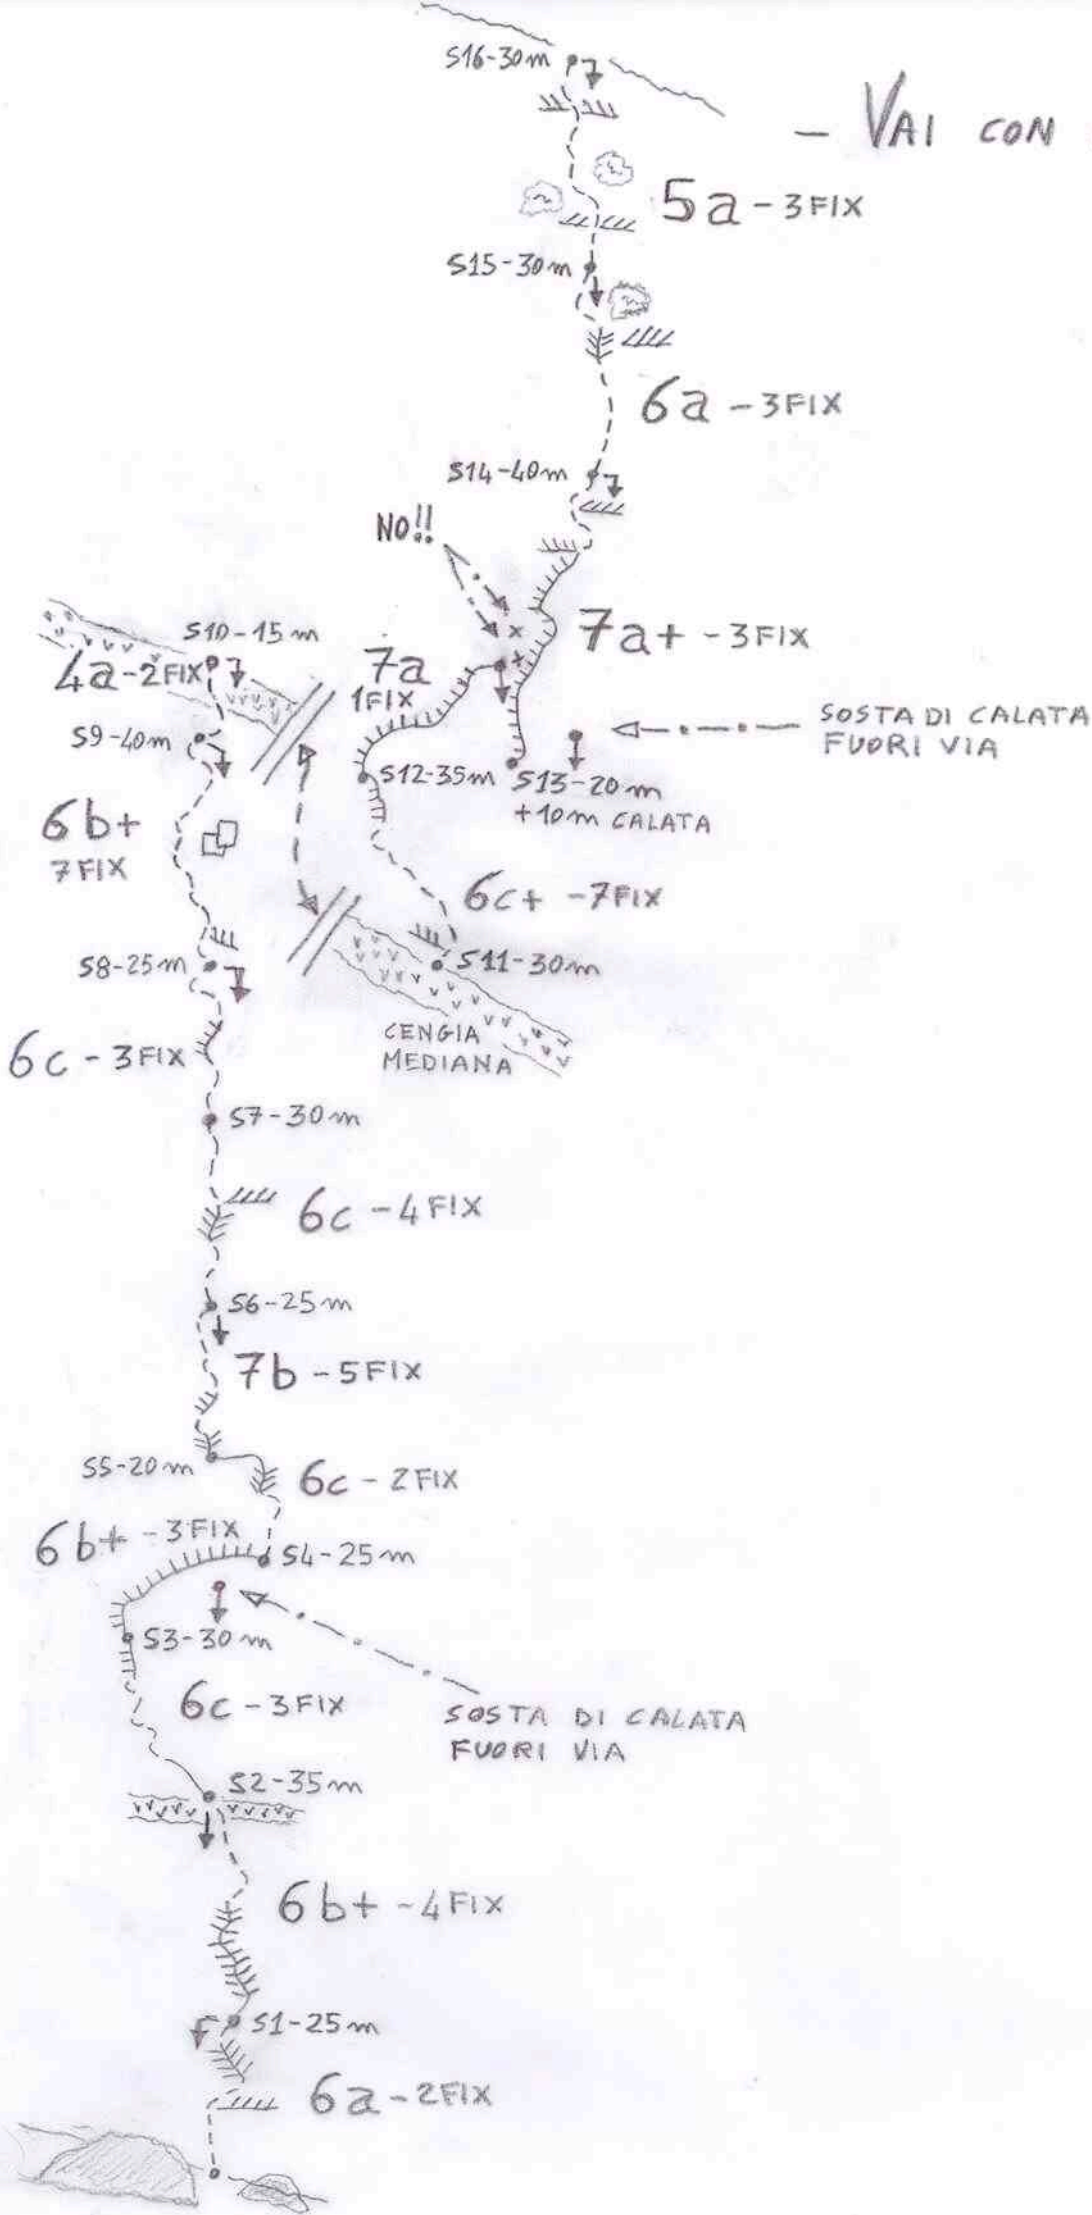 S16-30m
- VAI CON
5a - 3FIX
S15-30m
6a - 3FIX
S14-40m
NO!!
7a+ - 3FIX
S10-15m
4a-2FIX
7a
1FIX
SOSTA DI CALATA
FUORI VIA
S9-40m
S12-35m
S13-20m
+10m CALATA
6b+
7FIX
6c+ -7FIX
S8-25m
S11-30m
CENGIA
MEDIANA
6c - 3FIX
S7-30m
6c - 4FIX
S6-25m
7b - 5FIX
S5-20m
6c - 2FIX
6b+ - 3FIX
S4-25m
S3-30m
6c - 3FIX
SOSTA DI CALATA
FUORI VIA
S2-35m
6b+ - 4FIX
S1-25m
6a - 2FIX